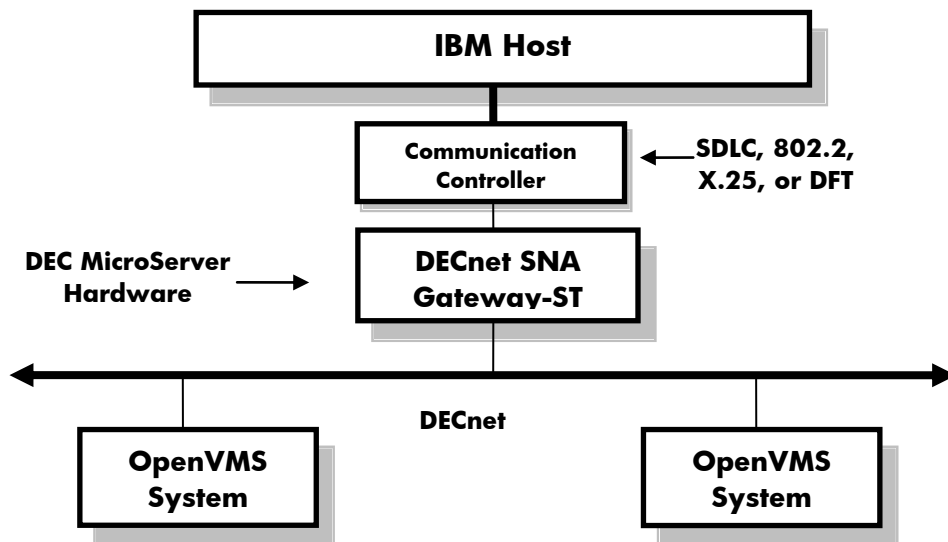 IBM Host
Communication
Controller
SDLC, 802.2,
X.25, or DFT
DEC MicroServer
Hardware
DECnet SNA
Gateway-ST
DECnet
OpenVMS
System
OpenVMS
System